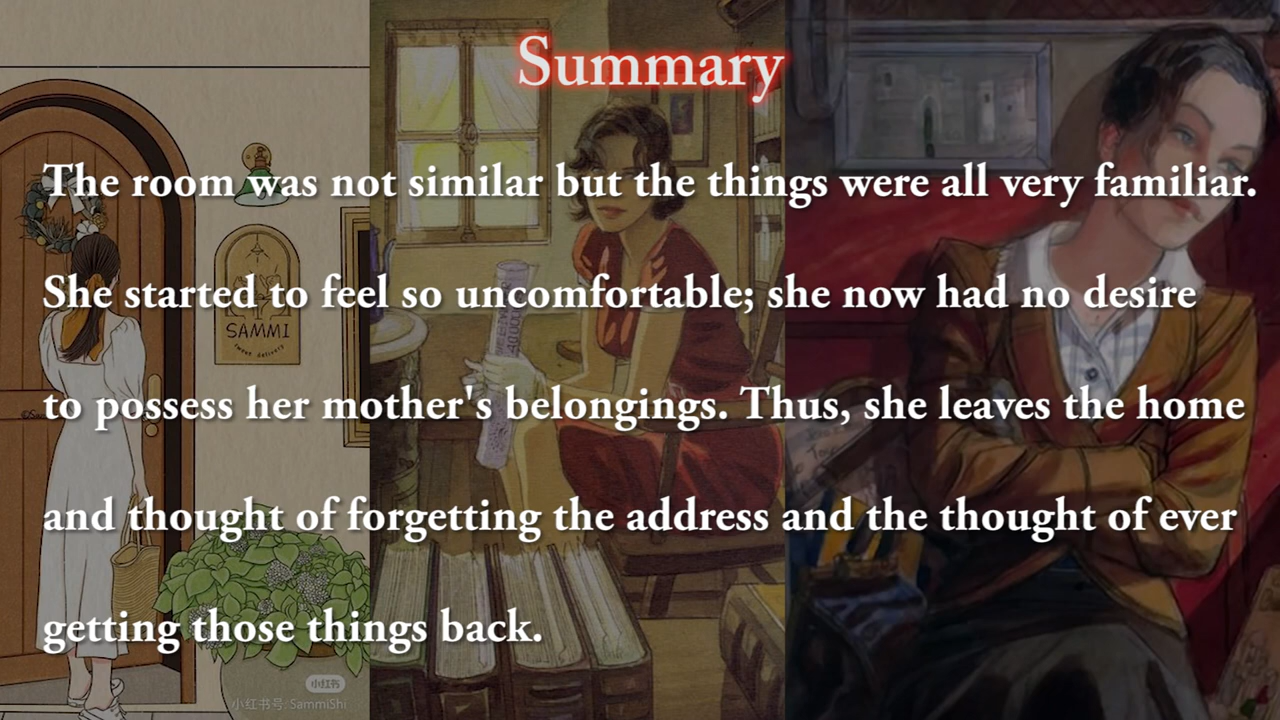 Summary
The room was not similar but the things were all very familiar.
She started to feel so uncomfortable; she now had no desire
to possess her mother's belongings. Thus, she leaves the home
and thought of forgetting the address and the thought of ever
getting those things back.
SAMMI
sweet delivery
小红书
小红书号: SammiShi